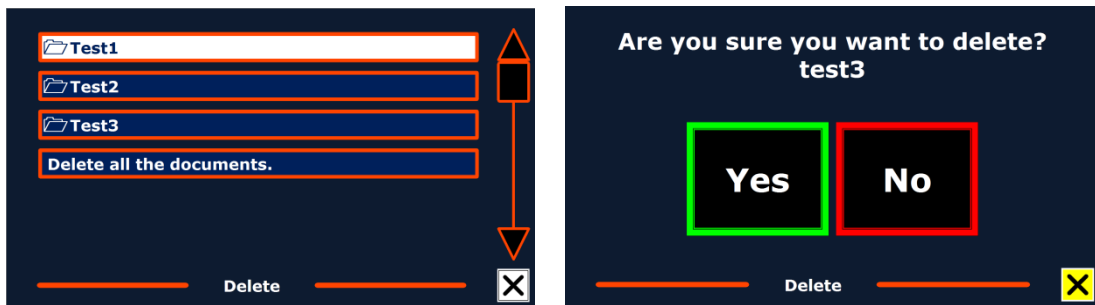 Test1
Test2
Test3
Delete all the documents.
Delete
Are you sure you want to delete?
test3
Yes
No
Delete